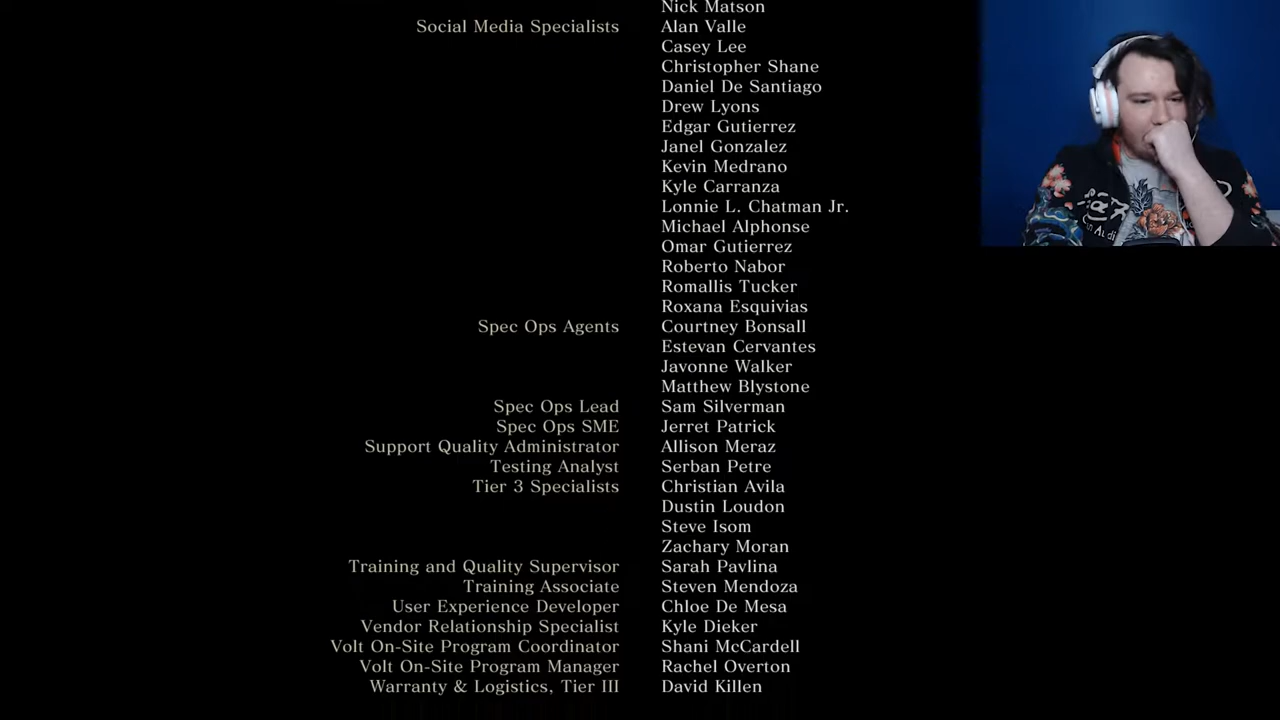 Nick Matson
Social Media Specialists Alan Valle
Casey Lee
Christopher Shane
Daniel De Santiago
Drew Lyons
Edgar Gutierrez
Janel Gonzalez
Kevin Medrano
Kyle Carranza
Lonnie L. Chatman Jr.
Michael Alphonse
Omar Gutierrez
Roberto Nabor
Romallis Tucker
Roxana Esquivias
Spec Ops Agents Courtney Bonsall
Estevan Cervantes
Javonne Walker
Matthew Blystone
Spec Ops Lead Sam Silverman
Spec Ops SME Jerret Patrick
Support Quality Administrator Allison Meraz
Testing Analyst Serban Petre
Tier 3 Specialists Christian Avila
Dustin Loudon
Steve Isom
Zachary Moran
Training and Quality Supervisor Sarah Pavlina
Training Associate Steven Mendoza
User Experience Developer Chloe De Mesa
Vendor Relationship Specialist Kyle Dieker
Volt On-Site Program Coordinator Shani McCardell
Volt On-Site Program Manager Rachel Overton
Warranty & Logistics, Tier III David Killen